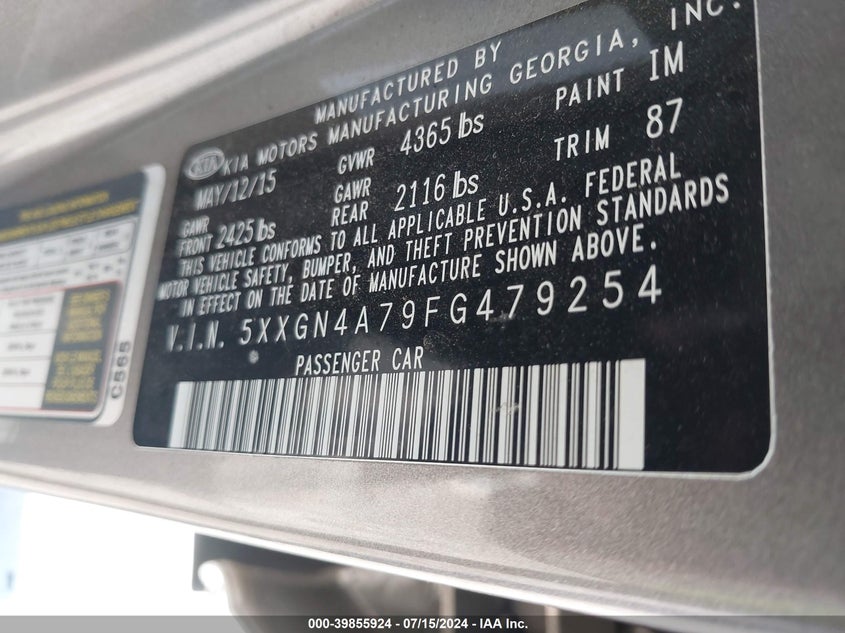 MANUFACTURED BY
KIA KIA MOTORS MANUFACTURING GEORGIA, INC.
MAY/12/15 GVWR 4365 lbs PAINT IM
GAWR FRONT 2425 lbs GAWR REAR 2116 lbs TRIM 87
THIS VEHICLE CONFORMS TO ALL APPLICABLE U.S.A. FEDERAL
MOTOR VEHICLE SAFETY, BUMPER, AND THEFT PREVENTION STANDARDS
IN EFFECT ON THE DATE OF MANUFACTURE SHOWN ABOVE.
V.I.N. 5XXGN4A79FG479254
PASSENGER CAR
CS65
000-39855924 - 07/15/2024 - IAA Inc.